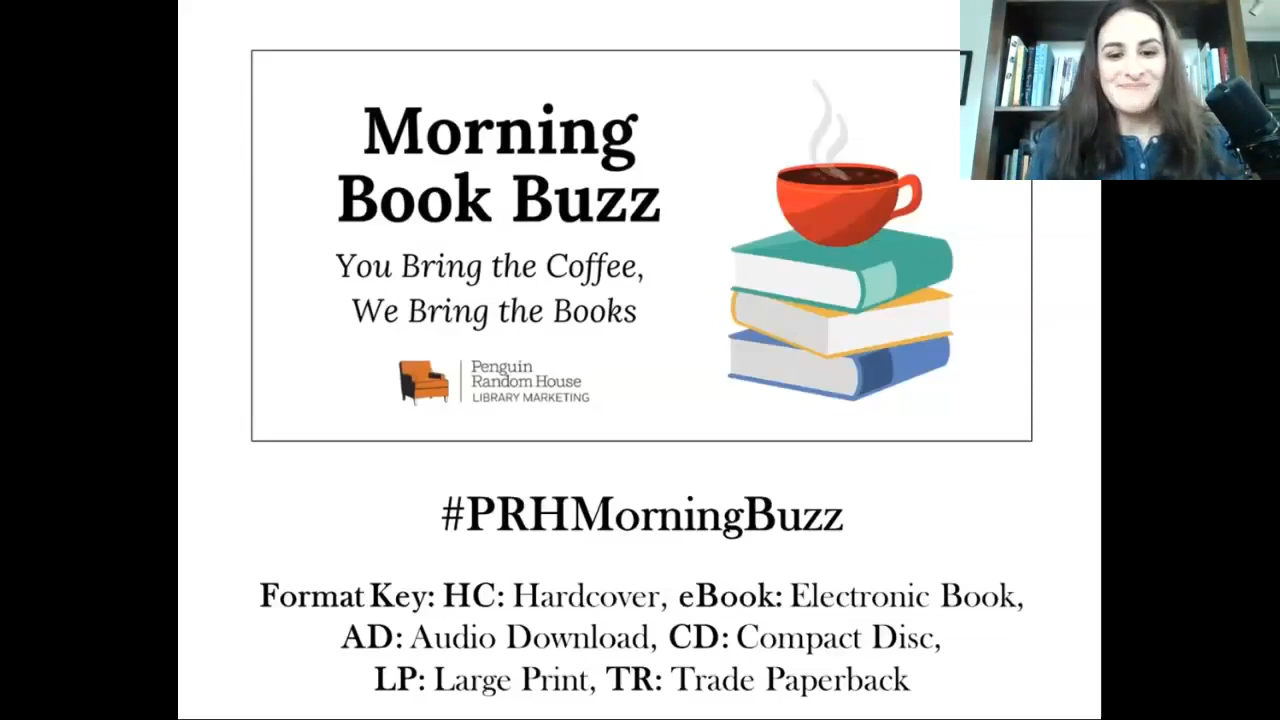 Morning
Book Buzz
You Bring the Coffee,
We Bring the Books
Penguin
Random House
LIBRARY MARKETING
#PRHMorningBuzz
Format Key: HC: Hardcover, eBook: Electronic Book,
AD: Audio Download, CD: Compact Disc,
LP: Large Print, TR: Trade Paperback